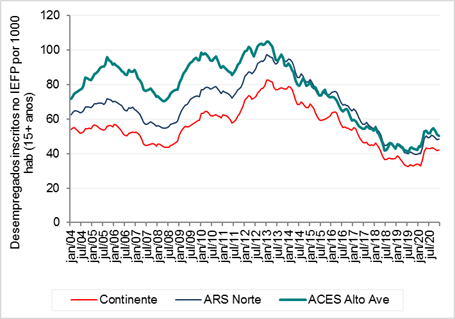 Desempregados inscritos no IEFP por 1000
hab (15+ anos)
120
100
80
60
40
20
0
jan/04
jul/04
jan/05
jul/05
jan/06
jul/06
jan/07
jul/07
jan/08
jul/08
jan/09
jul/09
jan/10
jul/10
jan/11
jul/11
jan/12
jul/12
jan/13
jul/13
jan/14
jul/14
jan/15
jul/15
jan/16
jul/16
jan/17
jul/17
jan/18
jul/18
jan/19
jul/19
jan/20
jul/20
Continente
ARS Norte
ACES Alto Ave